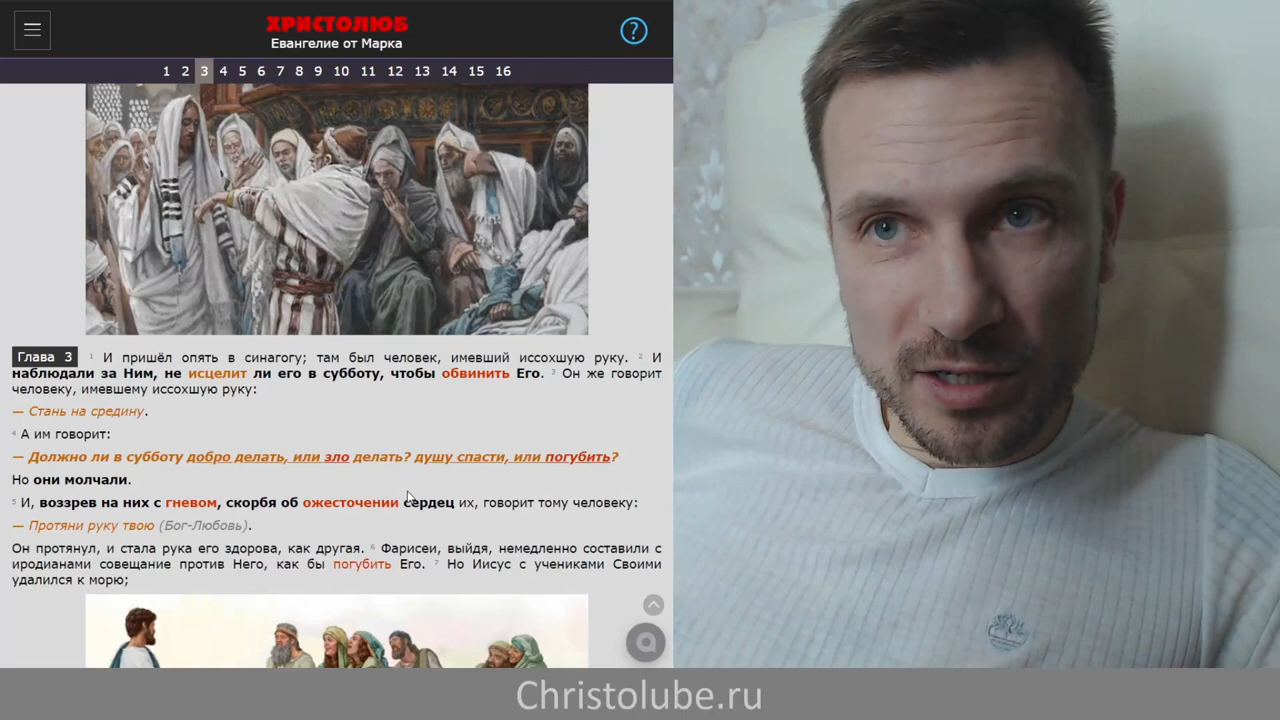 ХРИСТОЛЮБ
Евангелие от Марка
1 2 3 4 5 6 7 8 9 10 11 12 13 14 15 16
Глава 3 1 И пришёл опять в синагогу; там был человек, имевший иссохшую руку. 2 И
наблюдали за Ним, не исцелит ли его в субботу, чтобы обвинить Его. 3 Он же говорит
человеку, имевшему иссохшую руку:
— Стань на средину.
4 А им говорит:
— Должно ли в субботу добро делать, или зло делать? душу спасти, или погубить?
Но они молчали.
5 И, воззрев на них с гневом, скорбя об ожесточении сердец их, говорит тому человеку:
— Протяни руку твою (Бог-Любовь).
Он протянул, и стала рука его здорова, как другая. 6 Фарисеи, выйдя, немедленно составили с
иродианами совещание против Него, как бы погубить Его. 7 Но Иисус с учениками Своими
удалился к морю;
Christolube.ru